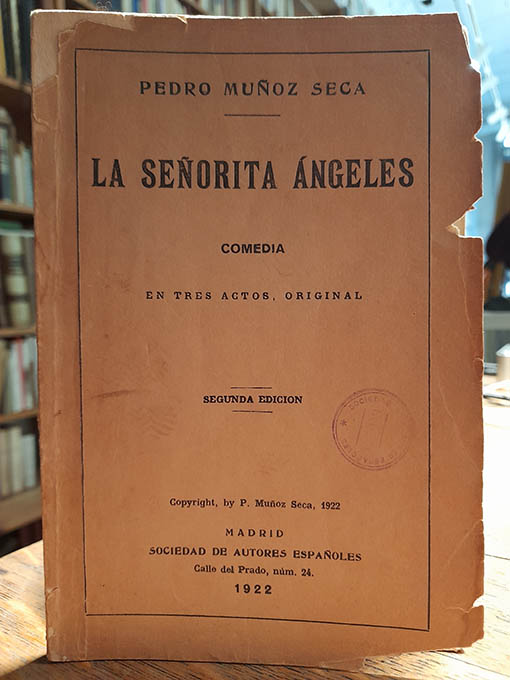 PEDRO MUÑOZ SECA
LA SEÑORITA ÁNGELES
COMEDIA
EN TRES ACTOS, ORIGINAL
SEGUNDA EDICION
SOCIEDAD
Copyright, by P. Muñoz Seca, 1922
MADRID
SOCIEDAD DE AUTORES ESPAÑOLES
Calle del Prado, núm. 24.
1922